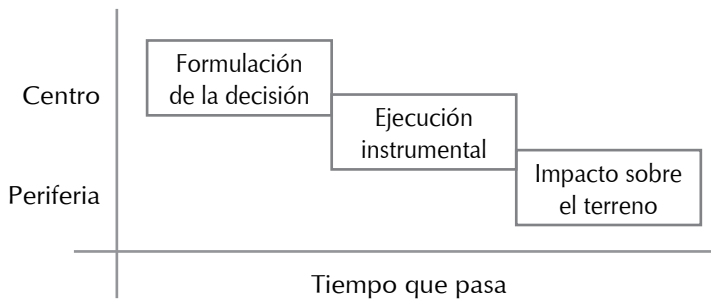 Formulación
de la decisión
Centro
Ejecución
instrumental
Impacto sobre
el terreno
Periferia
Tiempo que pasa